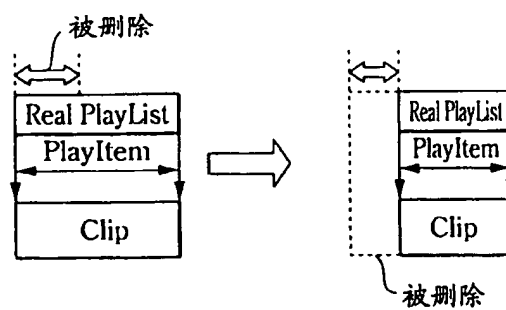 被删除
Real PlayList
PlayItem
Clip
Real PlayList
PlayItem
Clip
被删除